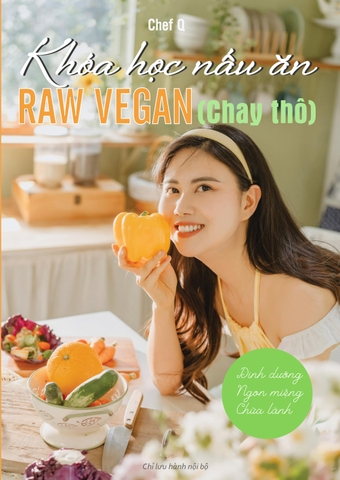 Chef Q
Khóa học nấu ăn
RAW VEGAN (Chay thô)
Dinh dưỡng
Ngon miệng
Chữa lành
Chỉ lưu hành nội bộ